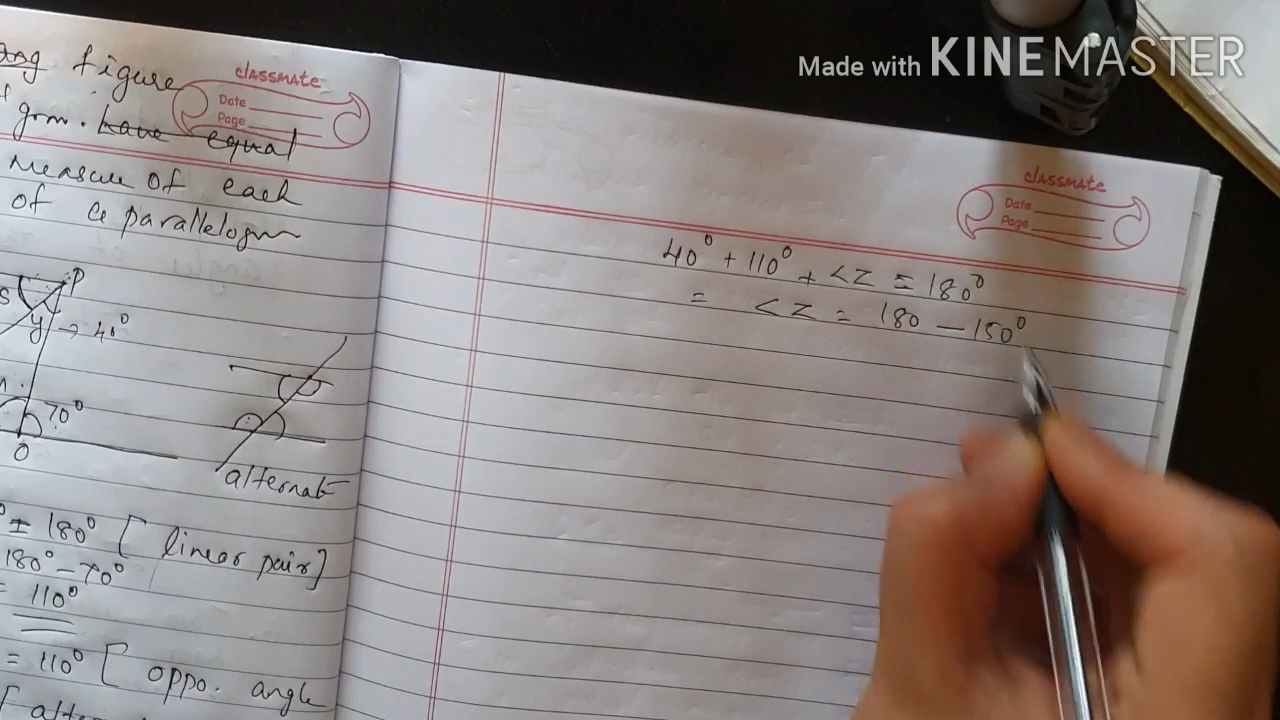 Made with KINEMASTER
figure
classmate
Date
Page
gm. have equal
measure of each
of a parallelogm
P
S
y → 40°
70°
O
alternate
± 180° [ linear pair]
180° - 70°
= 110°
= 110° [ oppo. angle
classmate
Date
Page
40° + 110° + <Z = 180°
= <Z = 180 - 150°